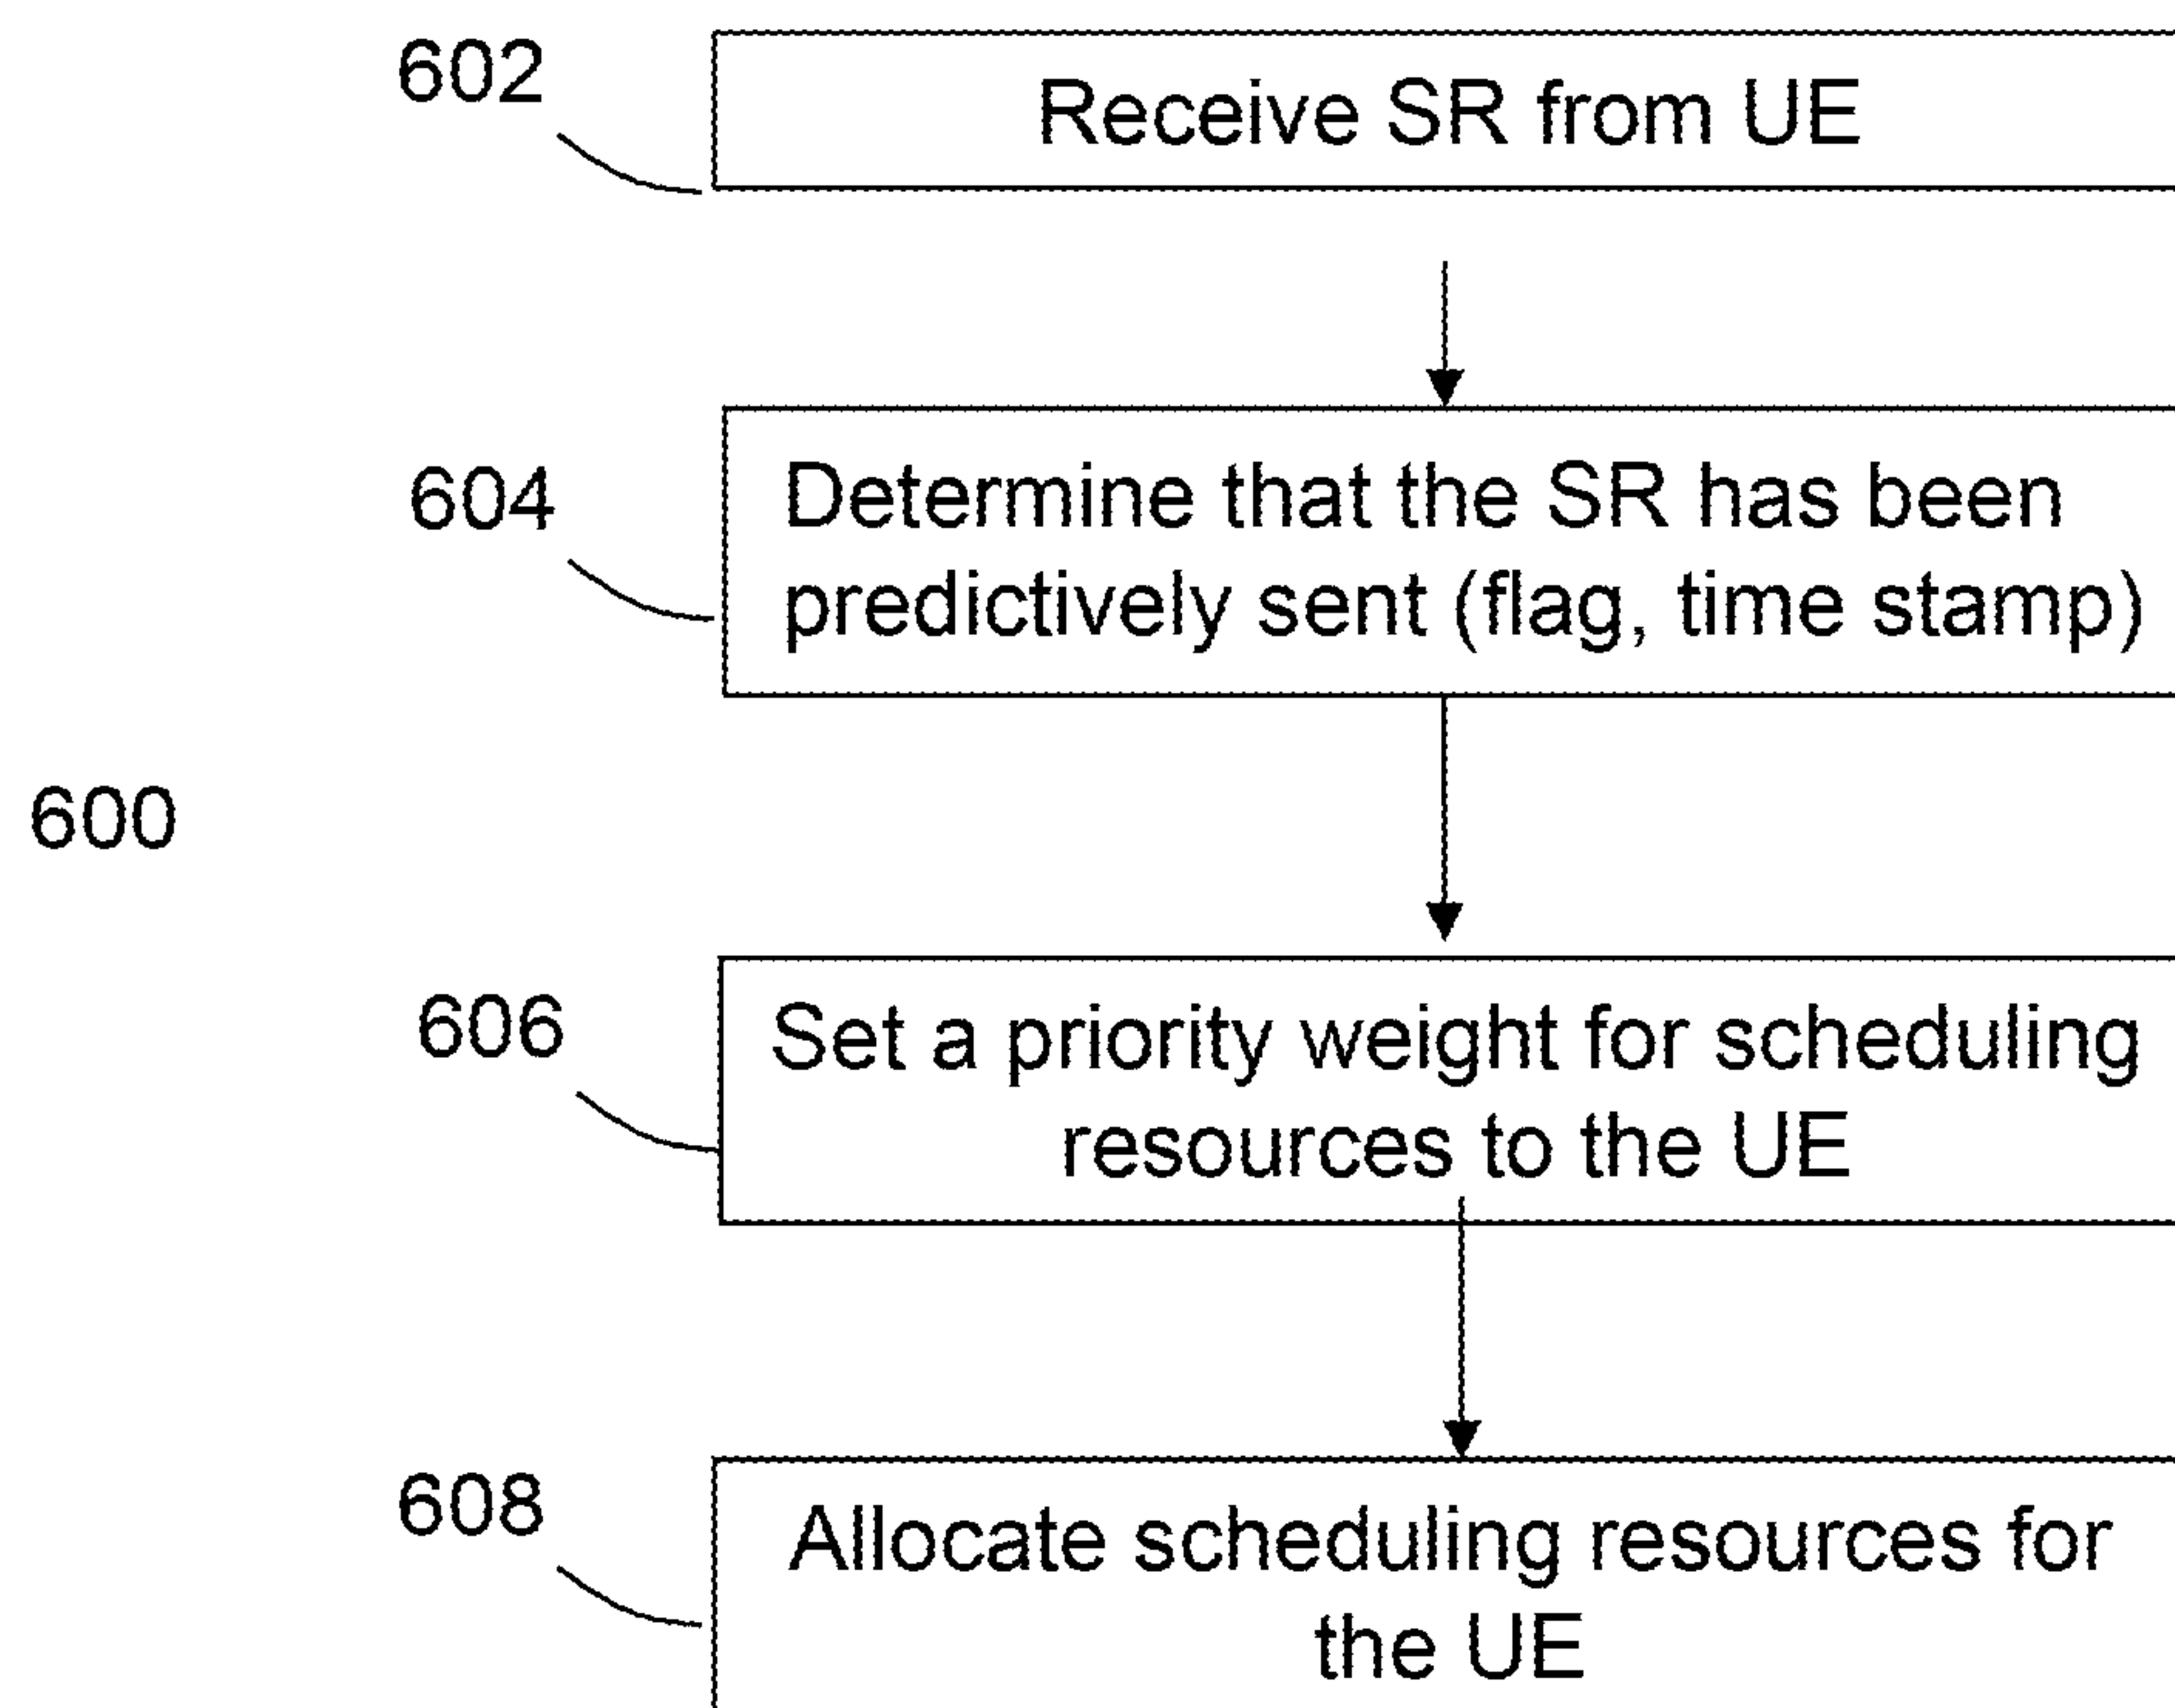 602
Receive SR from UE
604
Determine that the SR has been
predictively sent (flag, time stamp)
600
606
Set a priority weight for scheduling
resources to the UE
608
Allocate scheduling resources for
the UE